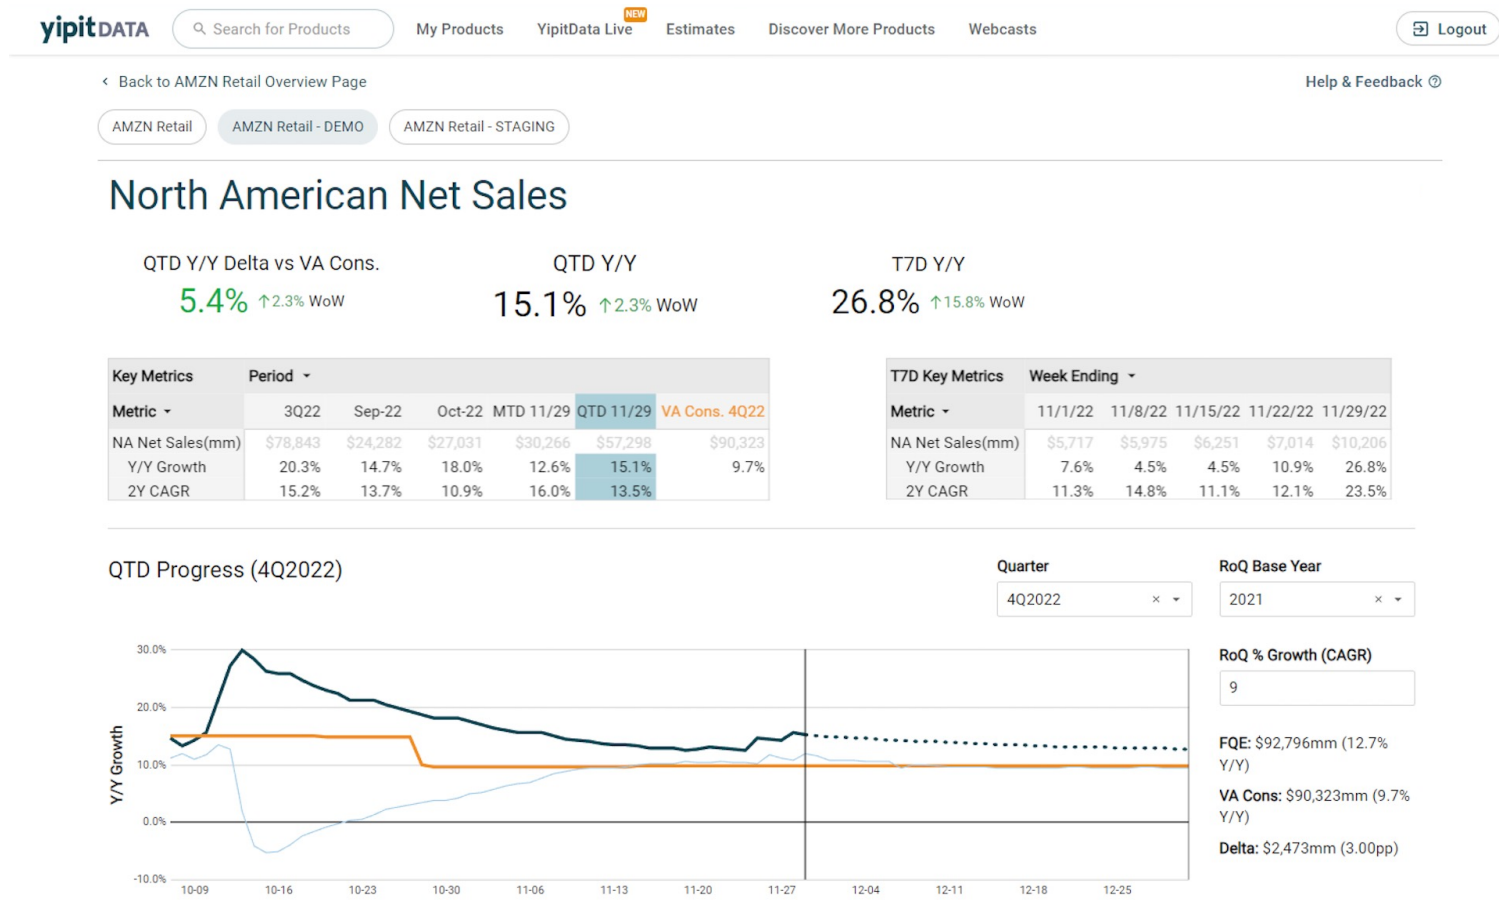 yipitDATA
Search for Products
My Products
YipitData Live
NEW
Estimates
Discover More Products
Webcasts
Logout
Back to AMZN Retail Overview Page
Help & Feedback
AMZN Retail
AMZN Retail - DEMO
AMZN Retail - STAGING
North American Net Sales
QTD Y/Y Delta vs VA Cons.
5.4% ↑2.3% WoW
QTD Y/Y
15.1% ↑2.3% WoW
T7D Y/Y
26.8% ↑15.8% WoW
Key Metrics Period
Metric 3Q22 Sep-22 Oct-22 MTD 11/29 QTD 11/29 VA Cons. 4Q22
NA Net Sales(mm) $78,843 $24,282 $27,031 $30,266 $57,298 $90,323
Y/Y Growth 20.3% 14.7% 18.0% 12.6% 15.1% 9.7%
2Y CAGR 15.2% 13.7% 10.9% 16.0% 13.5%
T7D Key Metrics Week Ending
Metric 11/1/22 11/8/22 11/15/22 11/22/22 11/29/22
NA Net Sales(mm) $5,717 $5,975 $6,251 $7,014 $10,206
Y/Y Growth 7.6% 4.5% 4.5% 10.9% 26.8%
2Y CAGR 11.3% 14.8% 11.1% 12.1% 23.5%
QTD Progress (4Q2022)
Quarter
4Q2022 ×
RoQ Base Year
2021 ×
RoQ % Growth (CAGR)
9
FQE: $92,796mm (12.7%
Y/Y)
VA Cons: $90,323mm (9.7%
Y/Y)
Delta: $2,473mm (3.00pp)
Y/Y Growth
30.0%
20.0%
10.0%
0.0%
-10.0%
10-09 10-16 10-23 10-30 11-06 11-13 11-20 11-27 12-04 12-11 12-18 12-25